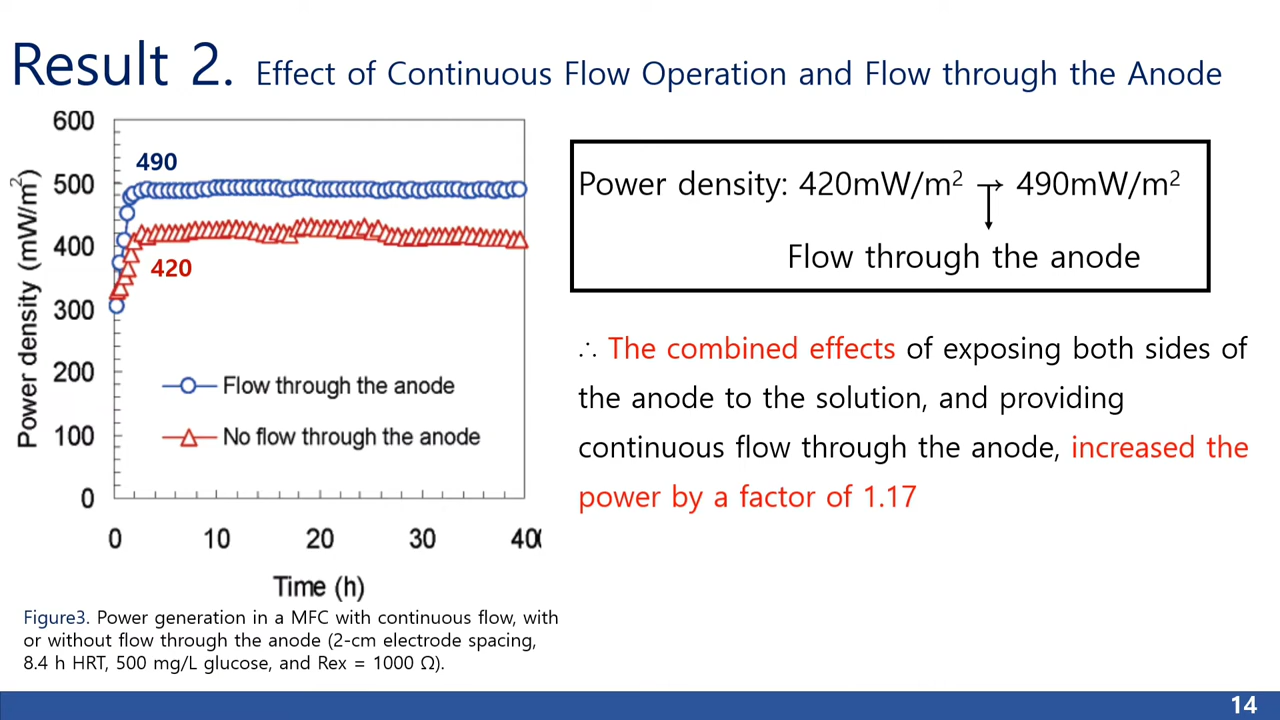 Result 2. Effect of Continuous Flow Operation and Flow through the Anode
600
500
400
300
200
100
0
Power density (mW/m²)
490
420
Flow through the anode
No flow through the anode
0 10 20 30 40
Time (h)
Figure3. Power generation in a MFC with continuous flow, with
or without flow through the anode (2-cm electrode spacing,
8.4 h HRT, 500 mg/L glucose, and Rex = 1000 Ω).
Power density: 420mW/m² → 490mW/m²
Flow through the anode
∴ The combined effects of exposing both sides of
the anode to the solution, and providing
continuous flow through the anode, increased the
power by a factor of 1.17
14